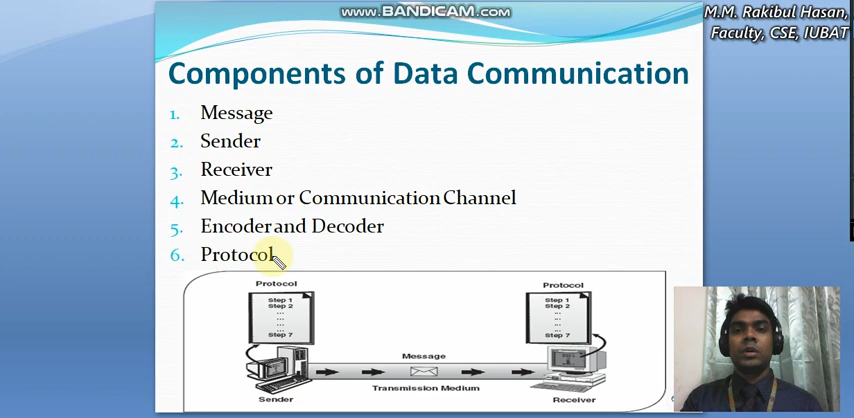 WWW.BANDICAM.COM
M.M. Rakibul Hasan,
Faculty, CSE, IUBAT
Components of Data Communication
1. Message
2. Sender
3. Receiver
4. Medium or Communication Channel
5. Encoder and Decoder
6. Protocol
Protocol
Step 1
Step 2
....
....
Step 7
Protocol
Step 1
Step 2
...
...
Step 7
Message
Transmission Medium
Sender
Receiver